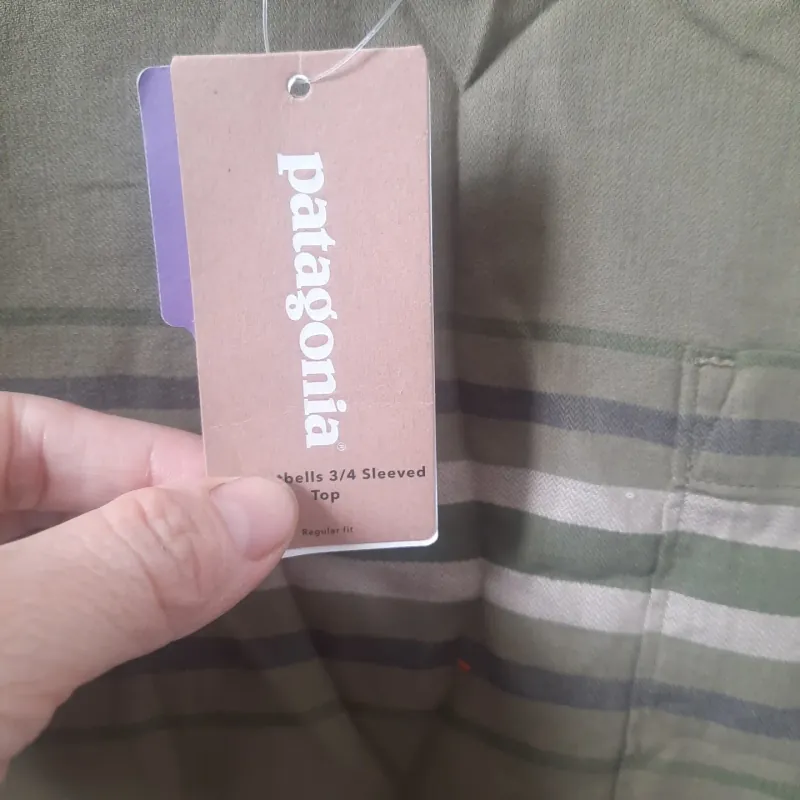 patagonia®
bells 3/4 Sleeved
Top
Regular fit